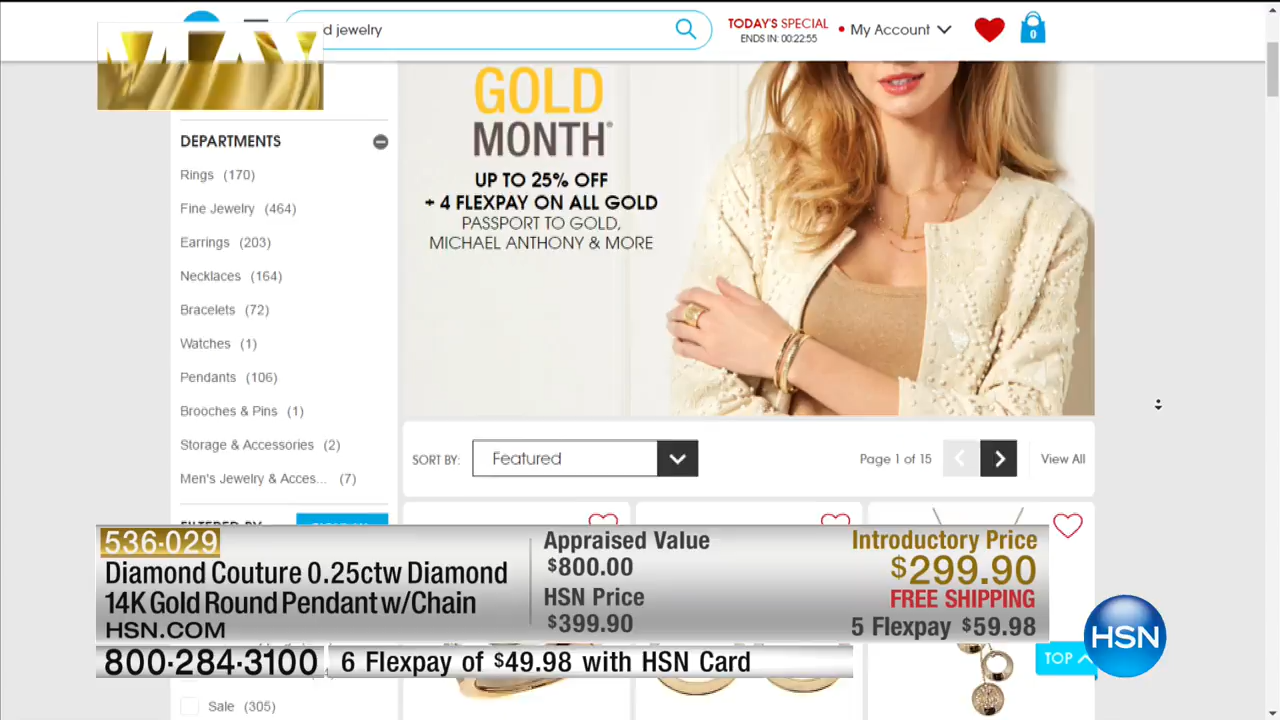 d jewelry
TODAY'S SPECIAL
ENDS IN: 00:22:55
My Account
0
GOLD
MONTH®
UP TO 25% OFF
+ 4 FLEXPAY ON ALL GOLD
PASSPORT TO GOLD,
MICHAEL ANTHONY & MORE
DEPARTMENTS
Rings (170)
Fine Jewelry (464)
Earrings (203)
Necklaces (164)
Bracelets (72)
Watches (1)
Pendants (106)
Brooches & Pins (1)
Storage & Accessories (2)
Men's Jewelry & Acces... (7)
SORT BY:
Featured
Page 1 of 15
View All
FILTERED BY
536-029
Diamond Couture 0.25ctw Diamond
14K Gold Round Pendant w/Chain
HSN.COM
Appraised Value
$800.00
HSN Price
$399.90
Introductory Price
$299.90
FREE SHIPPING
5 Flexpay $59.98
800-284-3100
6 Flexpay of $49.98 with HSN Card
HSN
TOP
Sale (305)